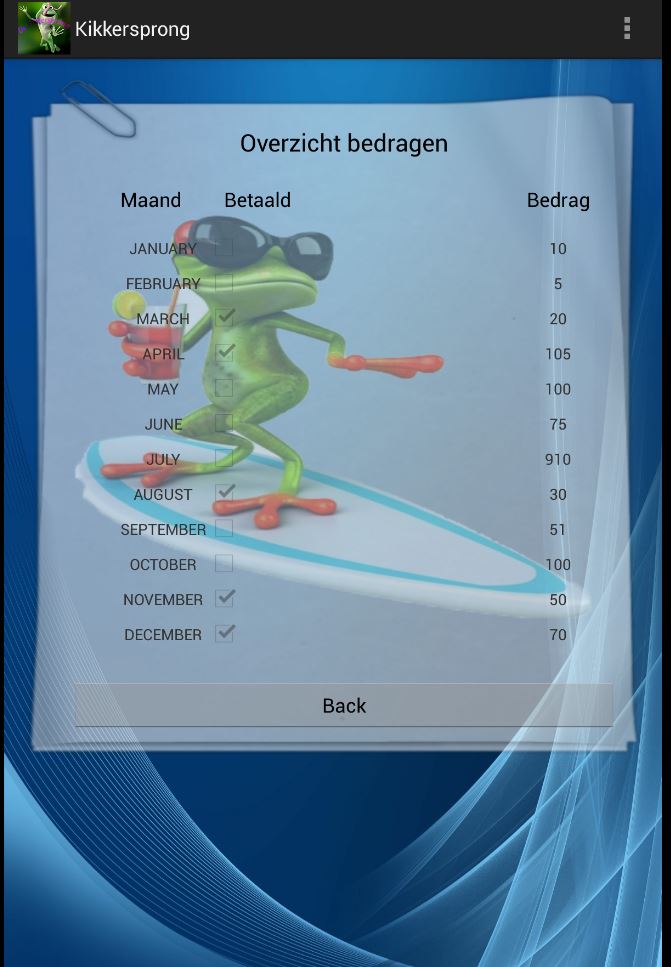 Kikkersprong
Overzicht bedragen
Maand Betaald Bedrag
JANUARY 10
FEBRUARY 5
MARCH 20
APRIL 105
MAY 100
JUNE 75
JULY 910
AUGUST 30
SEPTEMBER 51
OCTOBER 100
NOVEMBER 50
DECEMBER 70
Back